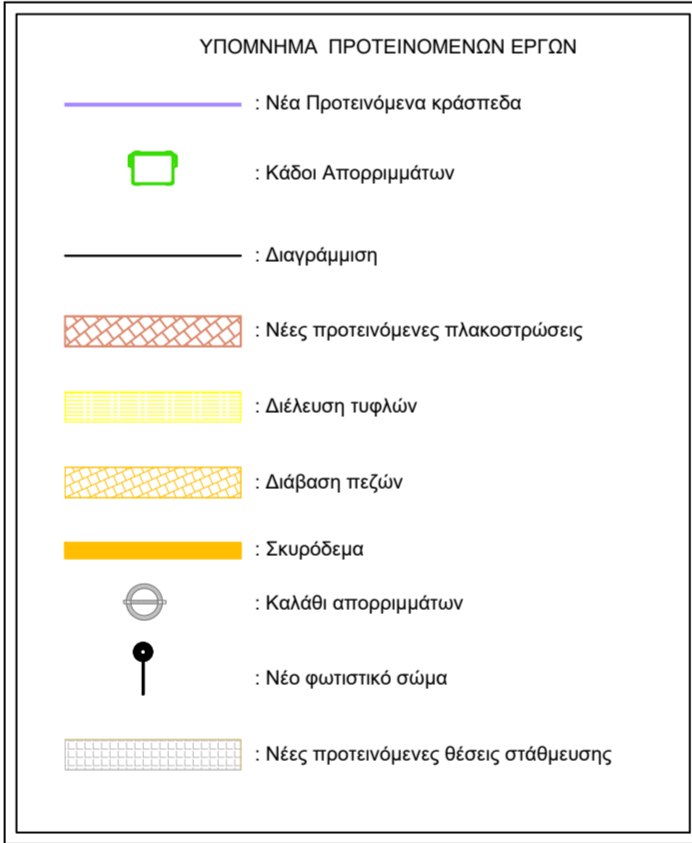 ΥΠΟΜΝΗΜΑ ΠΡΟΤΕΙΝΟΜΕΝΩΝ ΕΡΓΩΝ
: Νέα Προτεινόμενα κράσπεδα
: Κάδοι Απορριμμάτων
: Διαγράμμιση
: Νέες προτεινόμενες πλακοστρώσεις
: Διέλευση τυφλών
: Διάβαση πεζών
: Σκυρόδεμα
: Καλάθι απορριμμάτων
: Νέο φωτιστικό σώμα
: Νέες προτεινόμενες θέσεις στάθμευσης